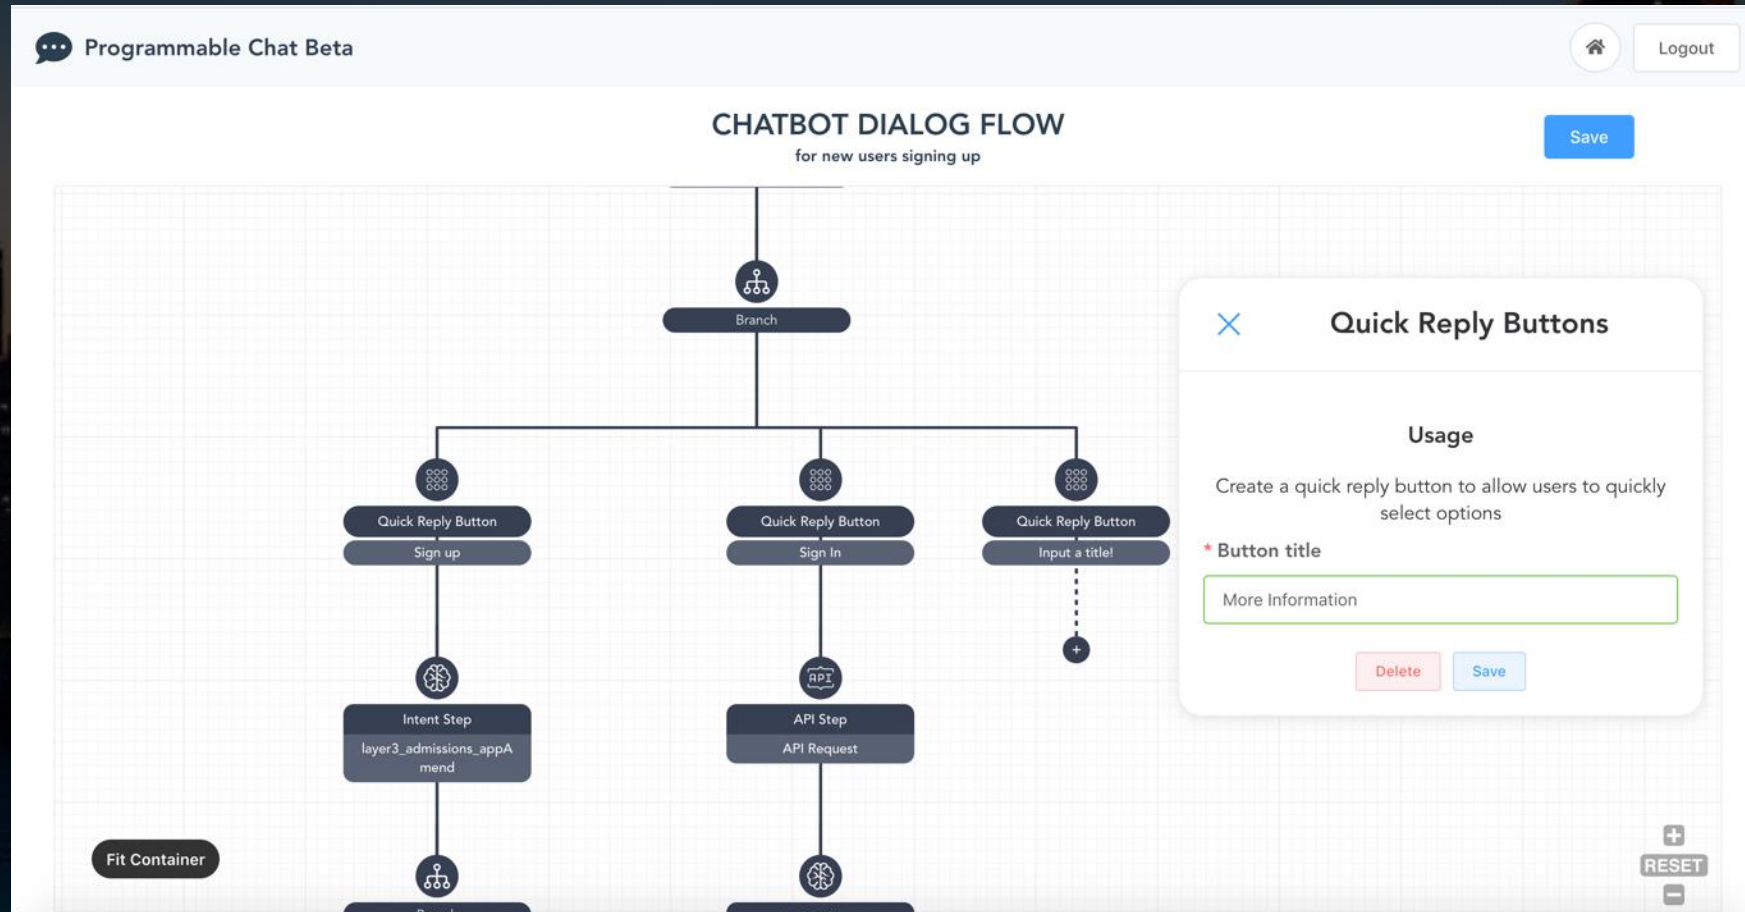 Programmable Chat Beta
Logout
CHATBOT DIALOG FLOW
for new users signing up
Save
Branch
Quick Reply Buttons
Usage
Create a quick reply button to allow users to quickly
select options
* Button title
More Information
Delete
Save
Quick Reply Button
Sign up
Quick Reply Button
Sign In
Quick Reply Button
Input a title!
+
Intent Step
layer3_admissions_appA
mend
API
API Step
API Request
Fit Container
RESET